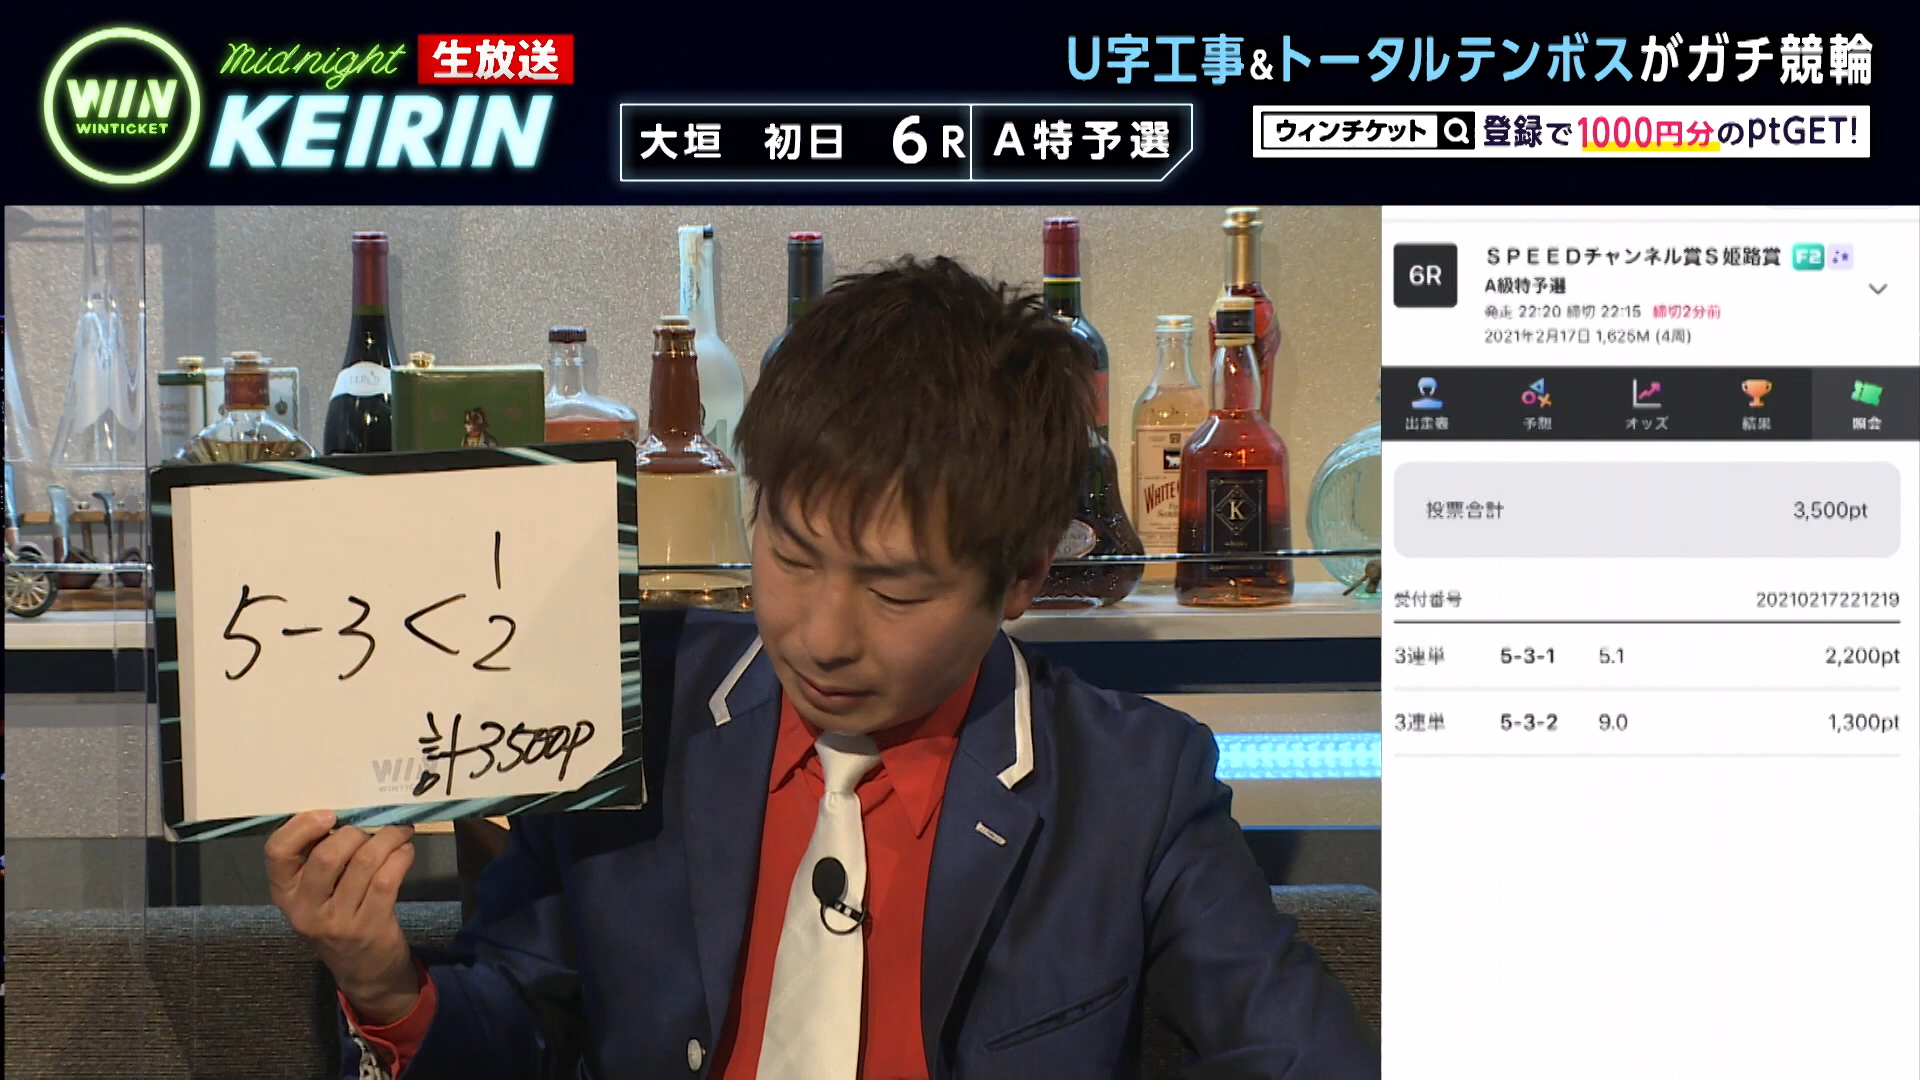 WIN
WINTICKET
Midnight
生放送
KEIRIN
U字工事&トータルテンボスがガチ競輪
大垣 初日 6R A特予選
ウィンチケット 登録で1000円分のptGET!
6R
SPEEDチャンネル賞S姫路賞 F2
A級特予選
発走 22:20 締切 22:15 締切2分前
2021年2月17日 1,625M (4周)
出走表 予想 オッズ 結果 照会
投票合計 3,500pt
受付番号 20210217221219
3連単 5-3-1 5.1 2,200pt
3連単 5-3-2 9.0 1,300pt
5-3<1
2
計3500P
WIN
WHITE
K